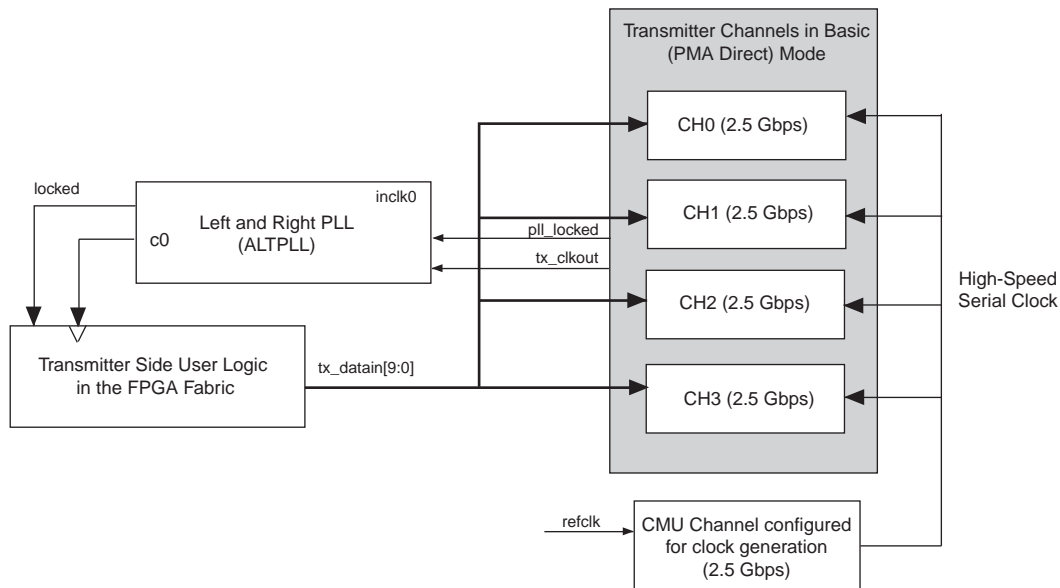 Transmitter Channels in Basic
(PMA Direct) Mode
CH0 (2.5 Gbps)
locked
inclk0
Left and Right PLL
(ALTPLL)
c0
CH1 (2.5 Gbps)
pll_locked
tx_clkout
CH2 (2.5 Gbps)
High-Speed
Serial Clock
Transmitter Side User Logic
in the FPGA Fabric
tx_datain[9:0]
CH3 (2.5 Gbps)
refclk
CMU Channel configured
for clock generation
(2.5 Gbps)